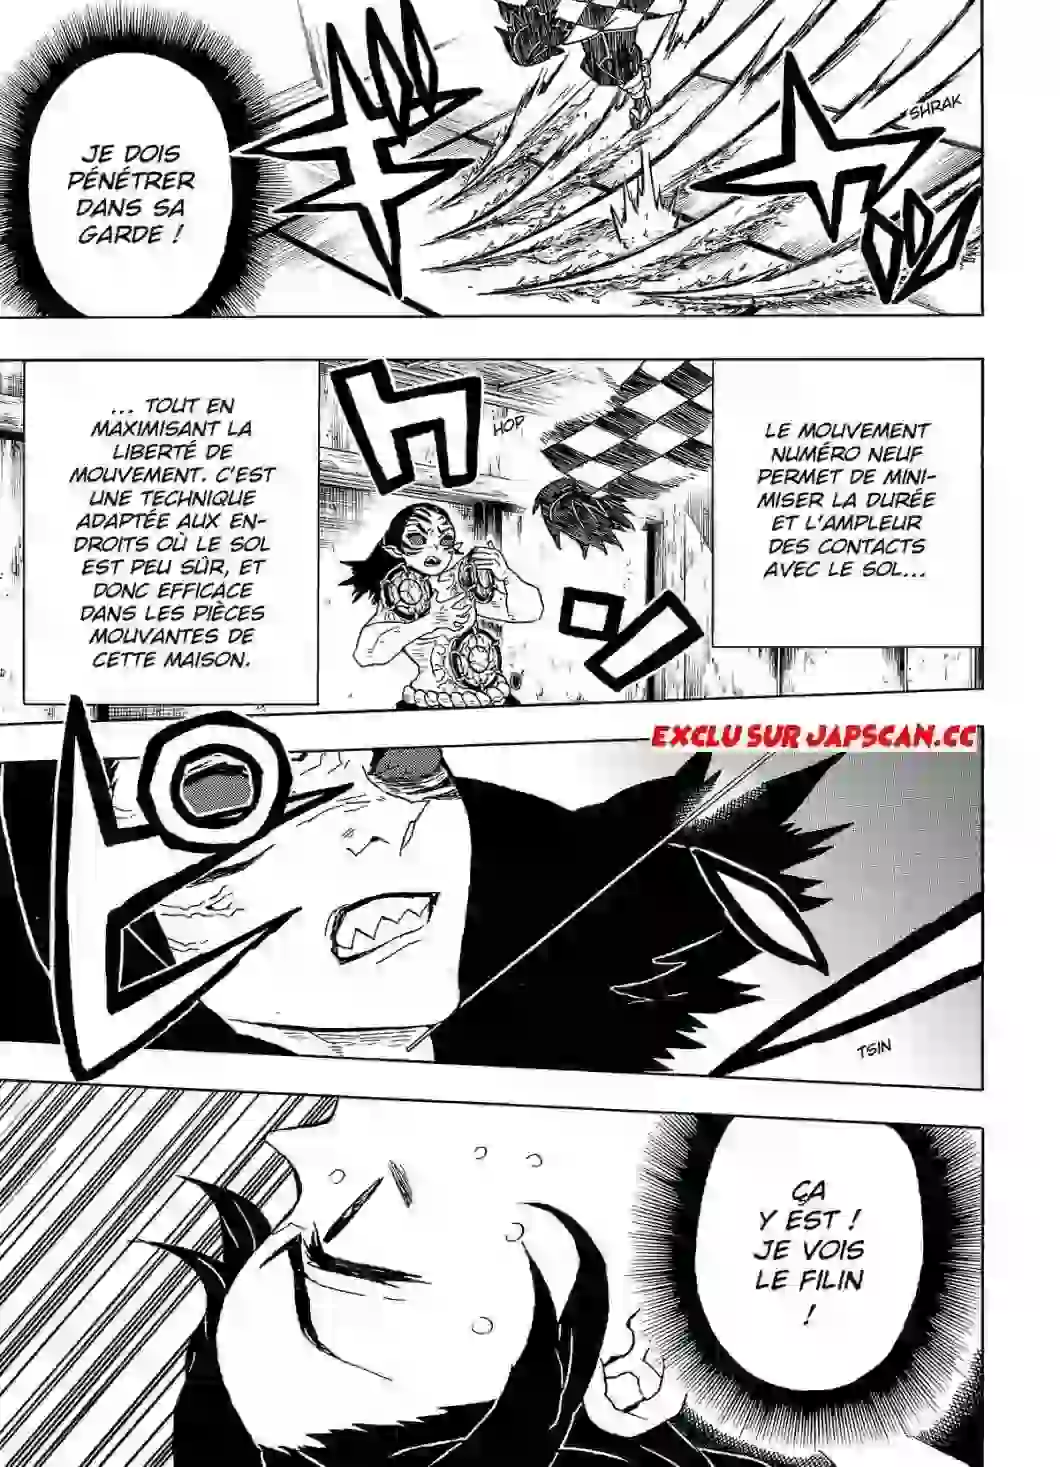 JE DOIS
PÉNÉTRER
DANS SA
GARDE !
SHRAK
LE MOUVEMENT
NUMÉRO NEUF
PERMET DE MINI-
MISER LA DURÉE
ET L'AMPLEUR
DES CONTACTS
AVEC LE SOL...
HOP
... TOUT EN
MAXIMISANT LA
LIBERTÉ DE
MOUVEMENT. C'EST
UNE TECHNIQUE
ADAPTÉE AUX EN-
DROITS OÙ LE SOL
EST PEU SÛR, ET
DONC EFFICACE
DANS LES PIÈCES
MOUVANTES DE
CETTE MAISON.
EXCLU SUR JAPSCAN.CC
TSIN
ÇA
Y EST !
JE VOIS
LE FILIN
!